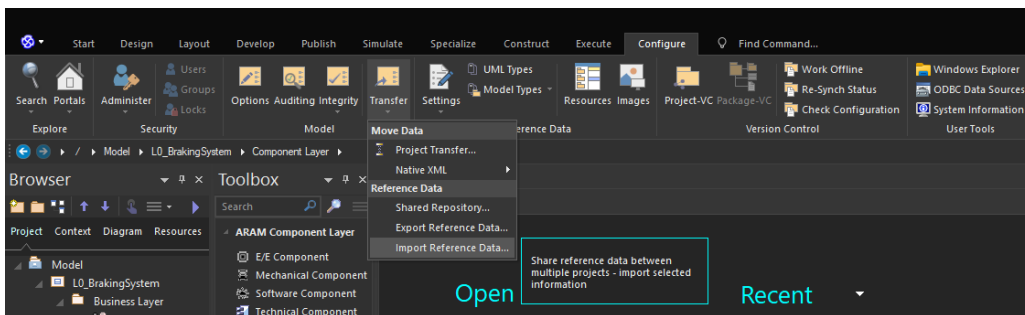 Start Design Layout Develop Publish Simulate Specialize Construct Execute Configure Find Command...
Search Portals
Administer
Users
Groups
Locks
Options Auditing Integrity
Transfer
Settings
UML Types
Model Types
Resources Images
Project-VC Package-VC
Work Offline
Re-Synch Status
Check Configuration
Windows Explorer
ODBC Data Sources
System Information
Explore Security Model erence Data Version Control User Tools
Move Data
Project Transfer...
Native XML
Reference Data
Shared Repository...
Export Reference Data...
Import Reference Data...
/ Model L0_BrakingSystem Component Layer
Browser
Project Context Diagram Resources
Model
L0_BrakingSystem
Business Layer
Toolbox
Search
ARAM Component Layer
E/E Component
Mechanical Component
Software Component
Technical Component
Share reference data between
multiple projects - import selected
information
Open
Recent